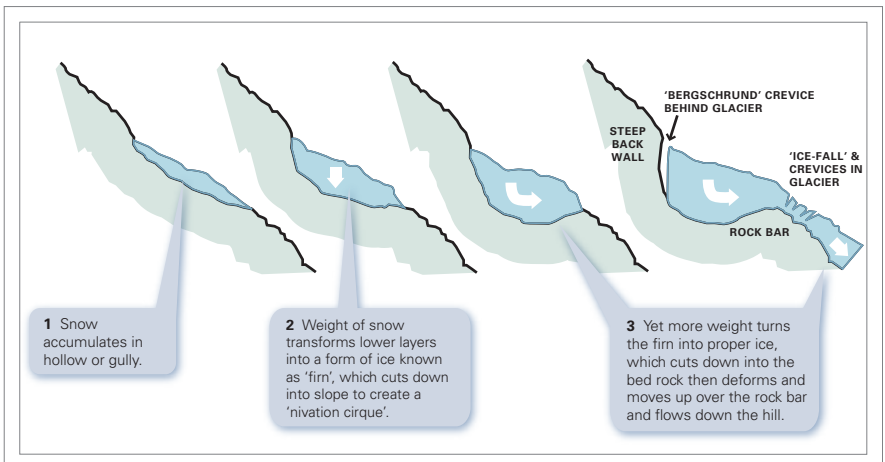 'BERGSCHRUND' CREVICE
BEHIND GLACIER
STEEP
BACK
WALL
'ICE-FALL' &
CREVICES IN
GLACIER
ROCK BAR
1 Snow
accumulates in
hollow or gully.
2 Weight of snow
transforms lower layers
into a form of ice known
as 'firn', which cuts down
into slope to create a
'nivation cirque'.
3 Yet more weight turns
the firn into proper ice,
which cuts down into the
bed rock then deforms and
moves up over the rock bar
and flows down the hill.